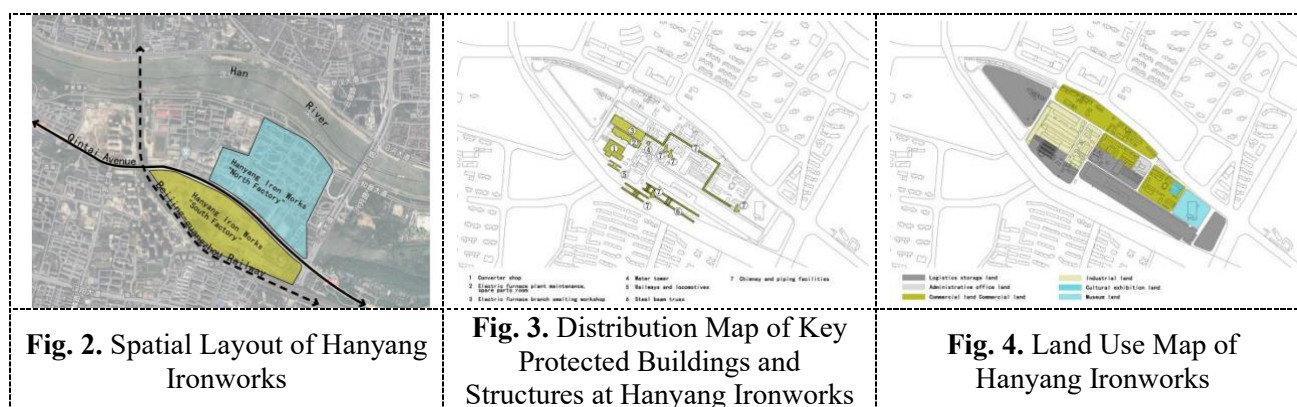 Han
River
Qintai Avenue
Hanyang Iron Works
"North Factory"
Hanyang Iron Works
"South Factory"
Railway
1 Converter shop
2 Electric furnace plant maintenance,
spare parts room
3 Electric furnace branch smelting workshop
4 Water tower
5 Railways and locomotives
6 Steel beam truss
7 Chimney and piping facilities
Logistics storage land
Administrative office land
Commercial land Commercial land
Industrial land
Cultural exhibition land
Museum land
Fig. 2. Spatial Layout of Hanyang
Ironworks
Fig. 3. Distribution Map of Key
Protected Buildings and
Structures at Hanyang Ironworks
Fig. 4. Land Use Map of
Hanyang Ironworks